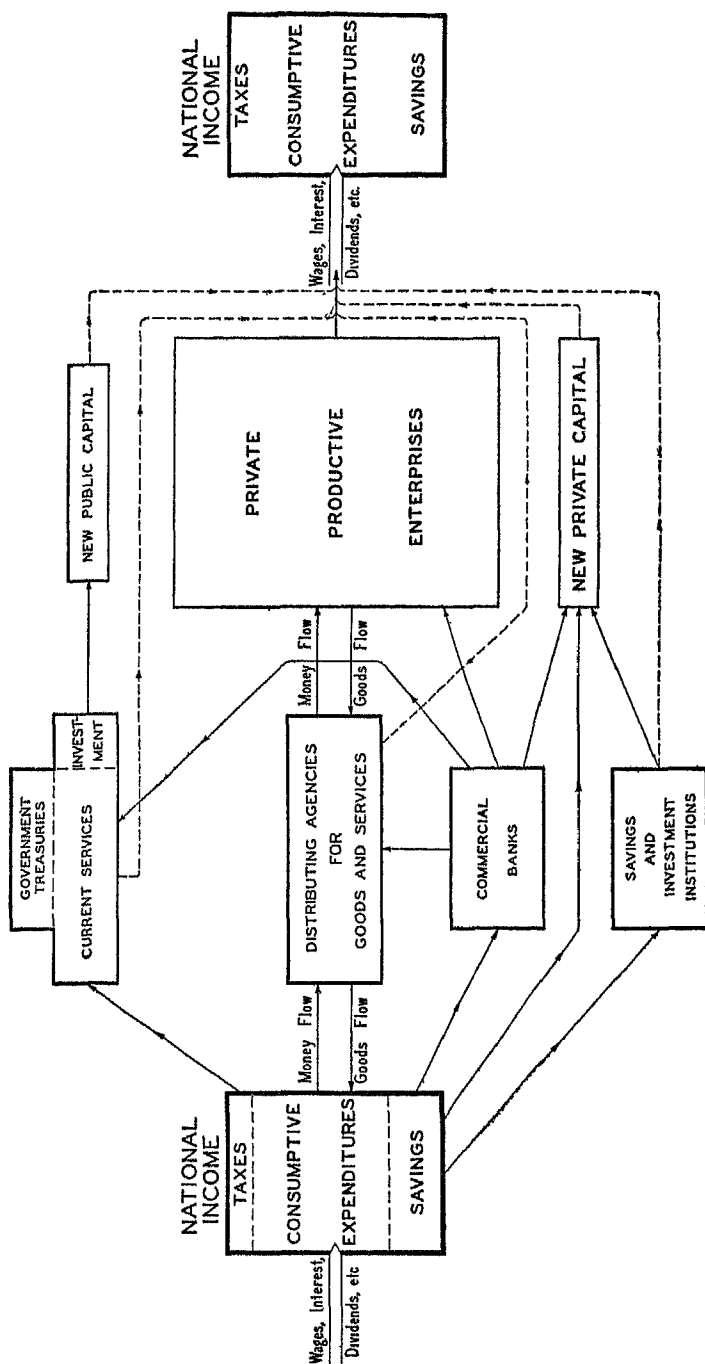 Wages, Interest,
Dividends, etc
NATIONAL
INCOME
TAXES
CONSUMPTIVE
EXPENDITURES
SAVINGS
Money Flow
Goods Flow
GOVERNMENT
TREASURIES
CURRENT SERVICES
INVEST-
MENT
DISTRIBUTING AGENCIES
FOR
GOODS AND SERVICES
COMMERCIAL
BANKS
SAVINGS
AND
INVESTMENT
INSTITUTIONS
Money Flow
Goods Flow
NEW PUBLIC CAPITAL
PRIVATE
PRODUCTIVE
ENTERPRISES
NEW PRIVATE CAPITAL
Wages, Interest,
Dividends, etc.
NATIONAL
INCOME
TAXES
CONSUMPTIVE
EXPENDITURES
SAVINGS